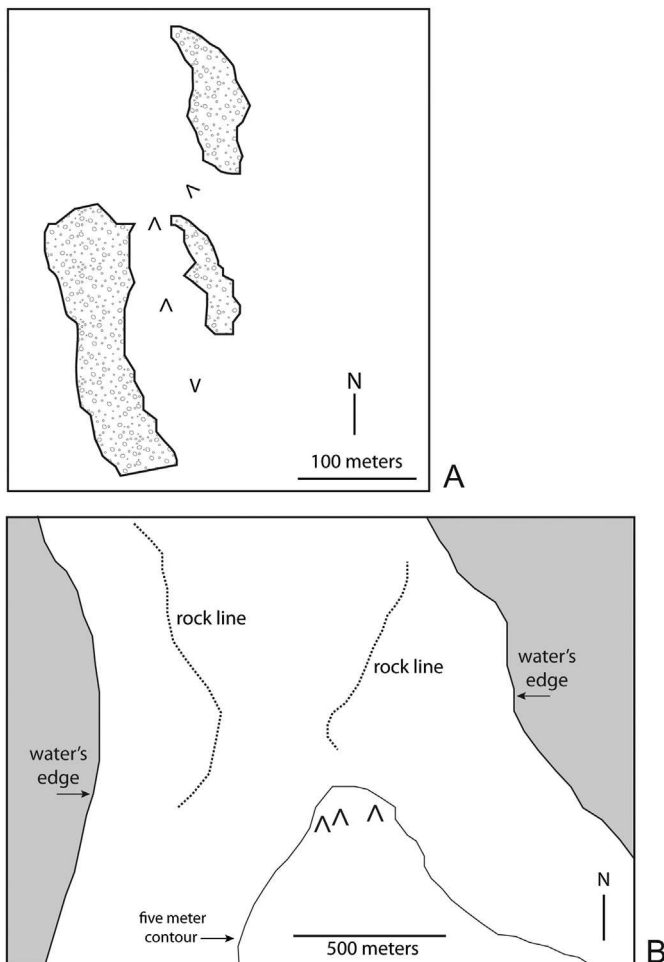 N
100 meters
A
rock line
rock line
water's
edge
water's
edge
N
five meter
contour
500 meters
B